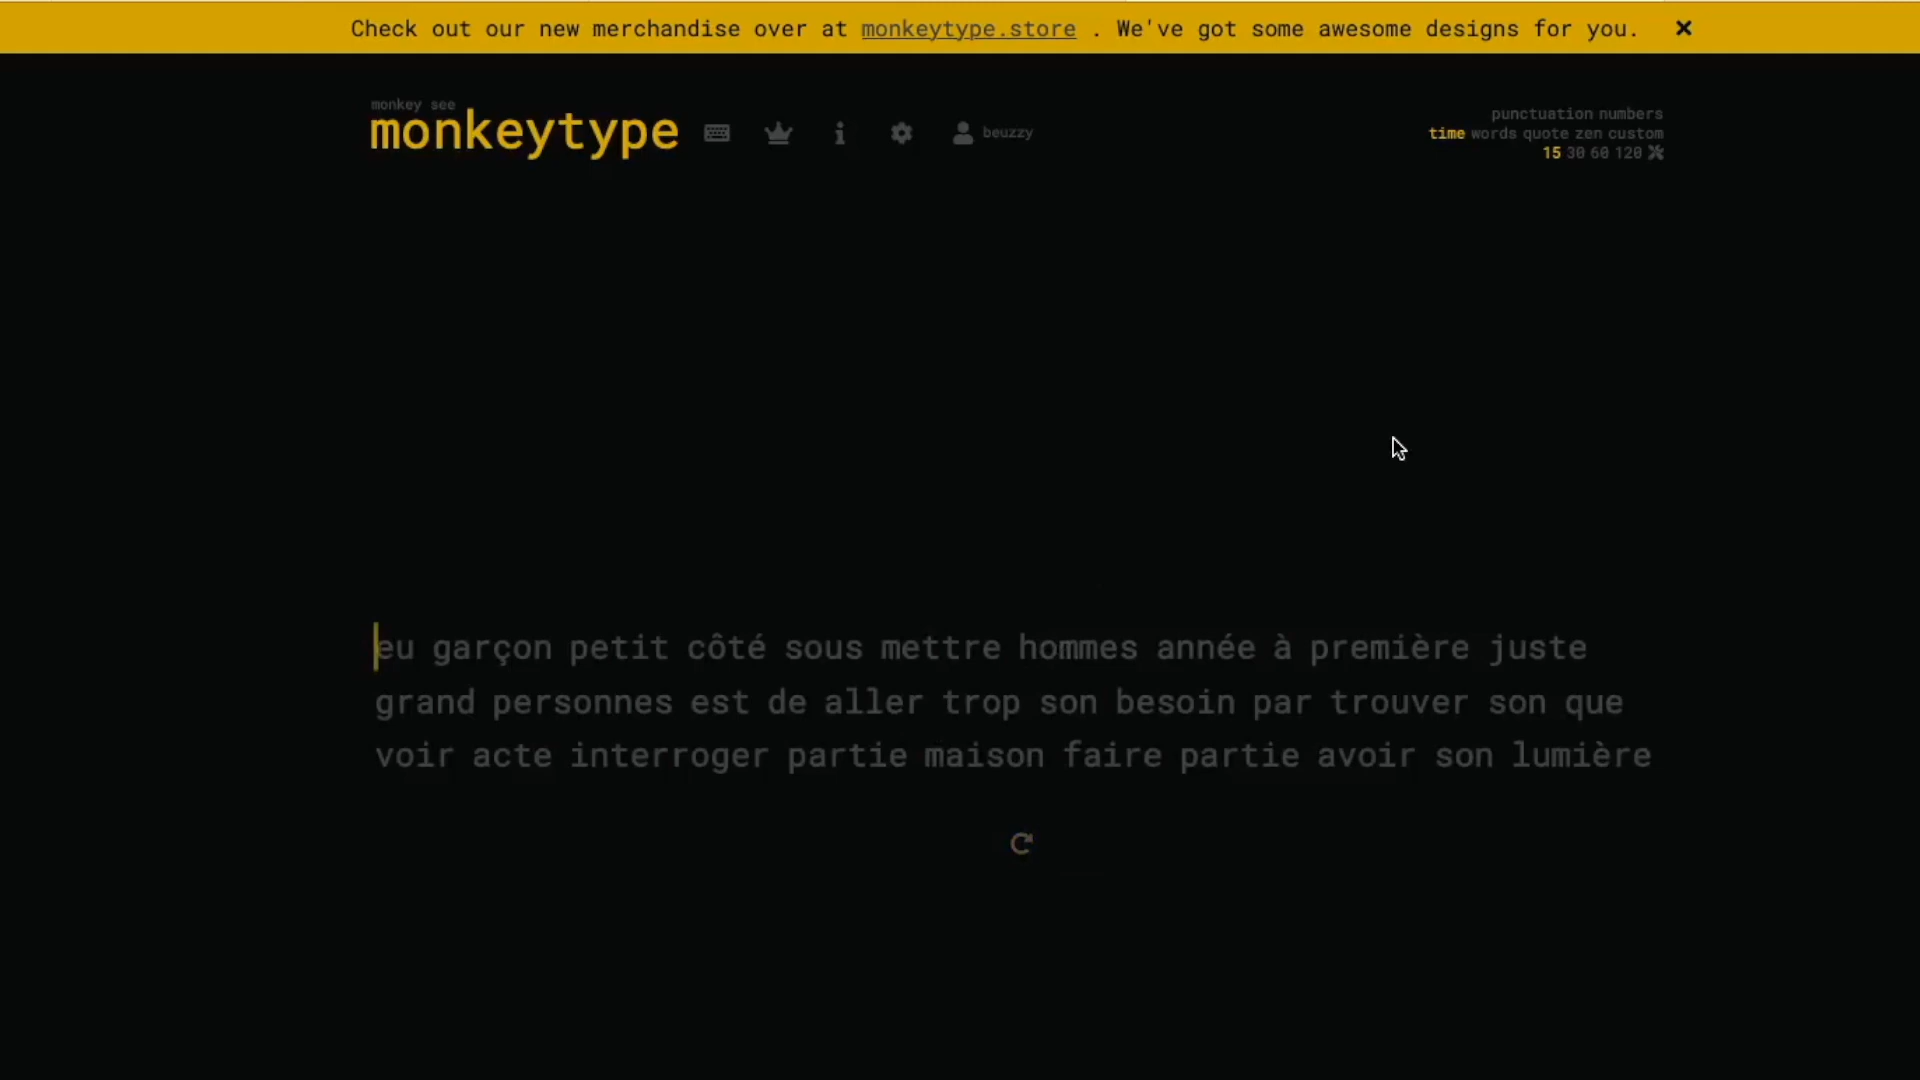 Check out our new merchandise over at monkeytype.store . We've got some awesome designs for you.
monkey see
monkeytype
beuzzy
punctuation numbers
time words quote zen custom
15 30 60 120
eu garçon petit côté sous mettre hommes année à première juste
grand personnes est de aller trop son besoin par trouver son que
voir acte interroger partie maison faire partie avoir son lumière